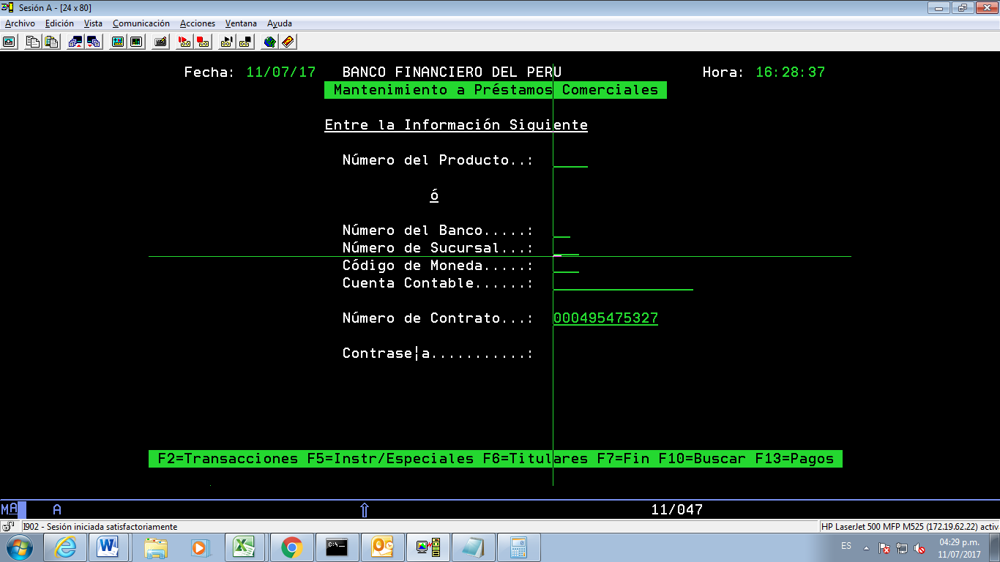 Sesión A - [24 x 80]
Archivo Edición Vista Comunicación Acciones Ventana Ayuda
Fecha: 11/07/17 BANCO FINANCIERO DEL PERU Hora: 16:28:37
Mantenimiento a Préstamos Comerciales
Entre la Información Siguiente
Número del Producto..:
ó
Número del Banco.....:
Número de Sucursal...:
Código de Moneda.....:
Cuenta Contable......:
Número de Contrato...: 000495475327
Contrase¦a...........:
F2=Transacciones F5=Instr/Especiales F6=Titulares F7=Fin F10=Buscar F13=Pagos
MA A 11/047
I902 - Sesión iniciada satisfactoriamente HP LaserJet 500 MFP M525 (172.19.62.22) activ
ES 04:29 p.m.
11/07/2017